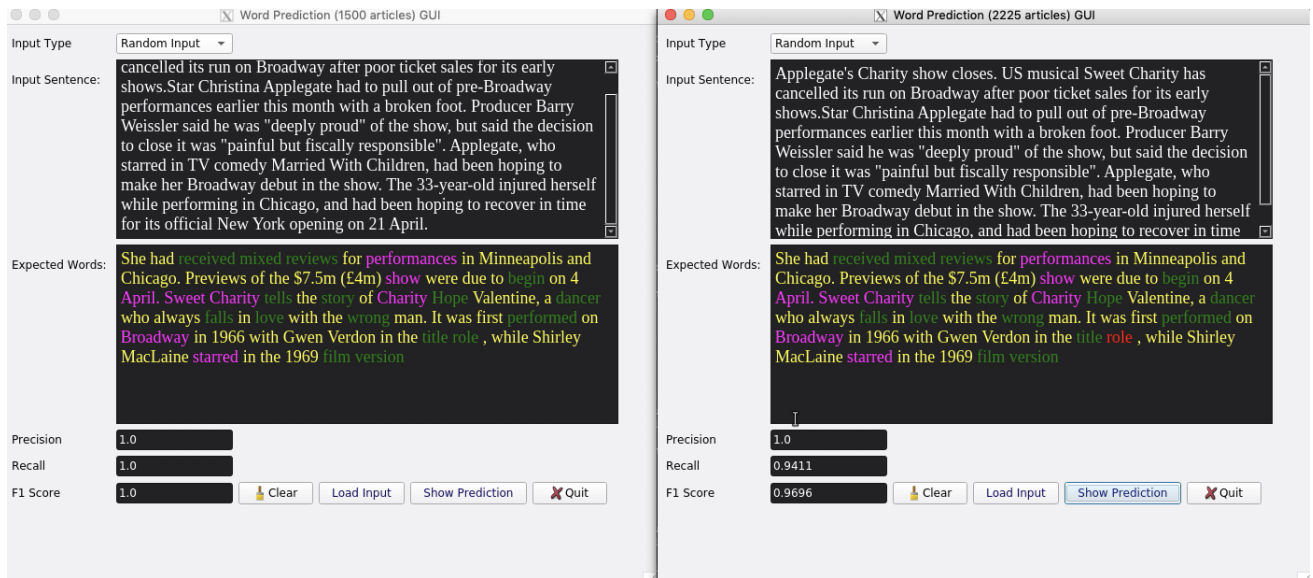 Word Prediction (1500 articles) GUI
Input Type
Random Input
Input Sentence:
cancelled its run on Broadway after poor ticket sales for its early
shows.Star Christina Applegate had to pull out of pre-Broadway
performances earlier this month with a broken foot. Producer Barry
Weissler said he was "deeply proud" of the show, but said the decision
to close it was "painful but fiscally responsible". Applegate, who
starred in TV comedy Married With Children, had been hoping to
make her Broadway debut in the show. The 33-year-old injured herself
while performing in Chicago, and had been hoping to recover in time
for its official New York opening on 21 April.
Expected Words:
She had received mixed reviews for performances in Minneapolis and
Chicago. Previews of the $7.5m (£4m) show were due to begin on 4
April. Sweet Charity tells the story of Charity Hope Valentine, a dancer
who always falls in love with the wrong man. It was first performed on
Broadway in 1966 with Gwen Verdon in the title role , while Shirley
MacLaine starred in the 1969 film version
Precision
1.0
Recall
1.0
F1 Score
1.0
Clear
Load Input
Show Prediction
Quit
Word Prediction (2225 articles) GUI
Input Type
Random Input
Input Sentence:
Applegate's Charity show closes. US musical Sweet Charity has
cancelled its run on Broadway after poor ticket sales for its early
shows.Star Christina Applegate had to pull out of pre-Broadway
performances earlier this month with a broken foot. Producer Barry
Weissler said he was "deeply proud" of the show, but said the decision
to close it was "painful but fiscally responsible". Applegate, who
starred in TV comedy Married With Children, had been hoping to
make her Broadway debut in the show. The 33-year-old injured herself
while performing in Chicago, and had been hoping to recover in time
Expected Words:
She had received mixed reviews for performances in Minneapolis and
Chicago. Previews of the $7.5m (£4m) show were due to begin on 4
April. Sweet Charity tells the story of Charity Hope Valentine, a dancer
who always falls in love with the wrong man. It was first performed on
Broadway in 1966 with Gwen Verdon in the title role , while Shirley
MacLaine starred in the 1969 film version
Precision
1.0
Recall
0.9411
F1 Score
0.9696
Clear
Load Input
Show Prediction
Quit